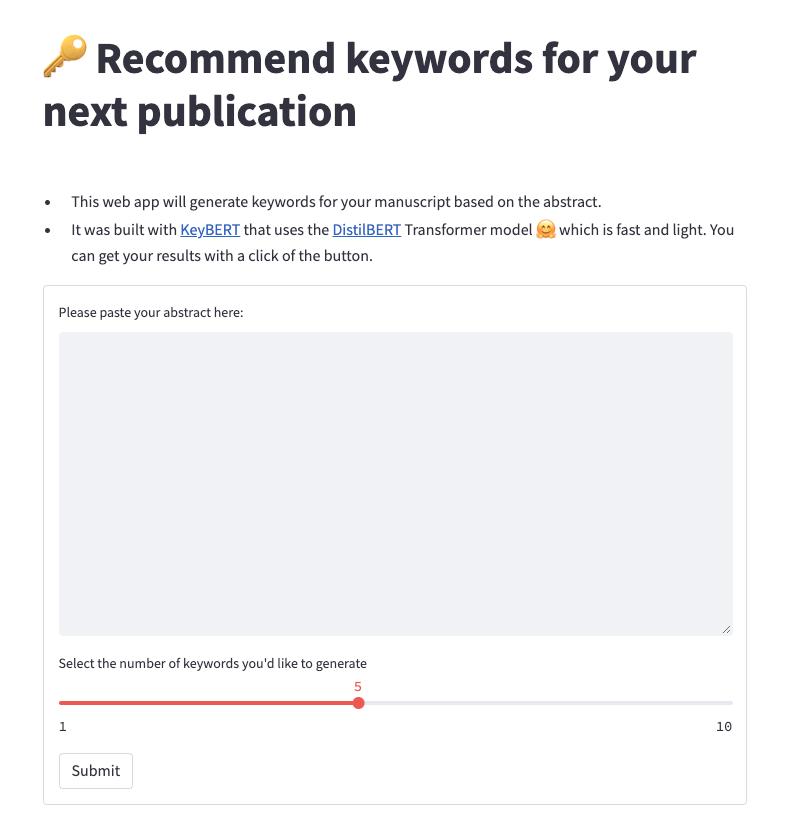 🔑 Recommend keywords for your
next publication
• This web app will generate keywords for your manuscript based on the abstract.
• It was built with KeyBERT that uses the DistilBERT Transformer model 🤗 which is fast and light. You
can get your results with a click of the button.
Please paste your abstract here:
Select the number of keywords you'd like to generate
5
1 10
Submit